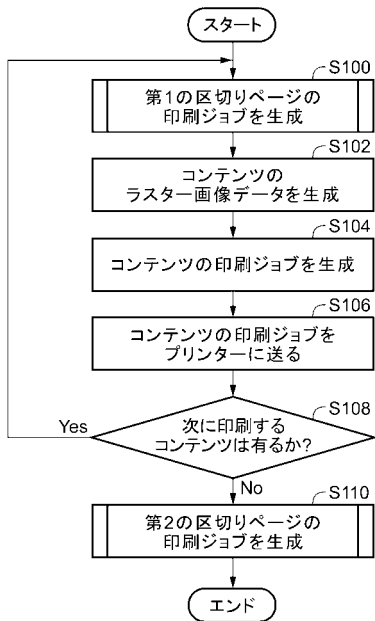 スタート
S100
第1の区切りページの
印刷ジョブを生成
S102
コンテンツの
ラスター画像データを生成
S104
コンテンツの印刷ジョブを生成
S106
コンテンツの印刷ジョブを
プリンターに送る
S108
Yes
次に印刷する
コンテンツは有るか?
No
S110
第2の区切りページの
印刷ジョブを生成
エンド